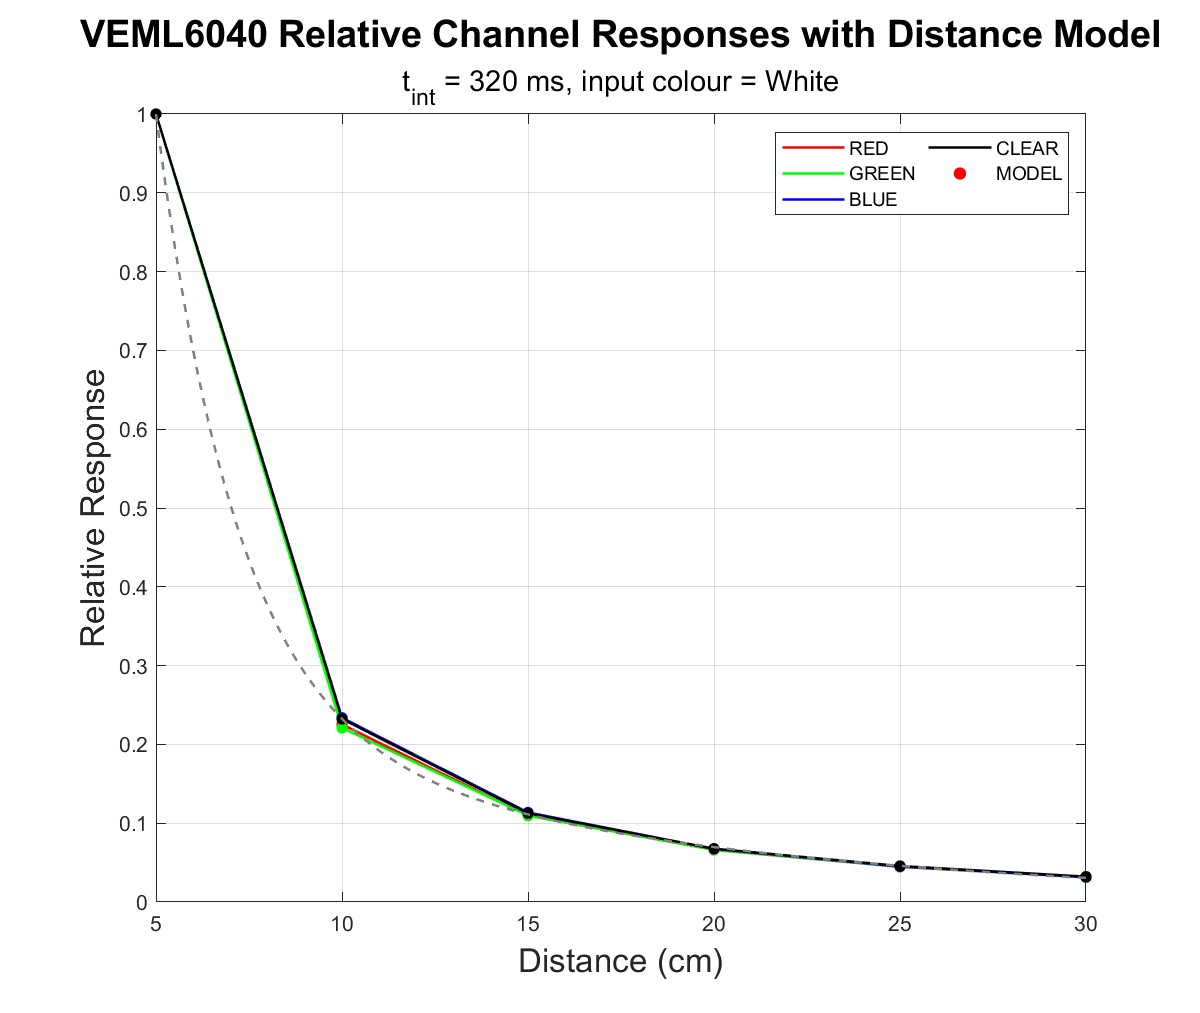 VEML6040 Relative Channel Responses with Distance Model
t_int = 320 ms, input colour = White
1
0.9
0.8
0.7
0.6
0.5
0.4
0.3
0.2
0.1
0
Relative Response
RED
GREEN
BLUE
CLEAR
MODEL
5 10 15 20 25 30
Distance (cm)